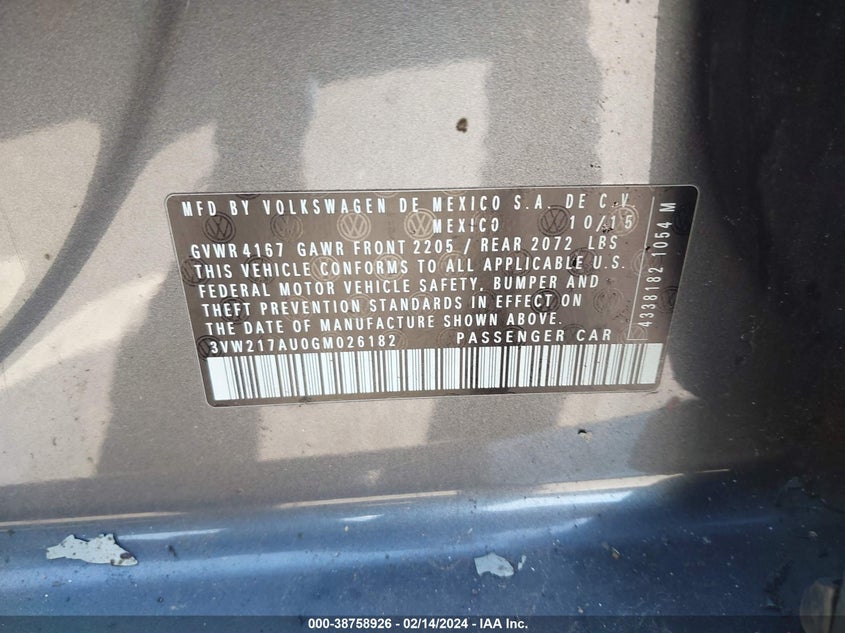 MFD BY VOLKSWAGEN DE MEXICO S.A. DE C.V.
MEXICO 10/15
GVWR 4167 GAWR FRONT 2205 / REAR 2072 LBS
THIS VEHICLE CONFORMS TO ALL APPLICABLE U.S.
FEDERAL MOTOR VEHICLE SAFETY, BUMPER AND
THEFT PREVENTION STANDARDS IN EFFECT ON
THE DATE OF MANUFACTURE SHOWN ABOVE.
3VW217AU0GM026182 PASSENGER CAR
4338182 1054 M
000-38758926 - 02/14/2024 - IAA Inc.